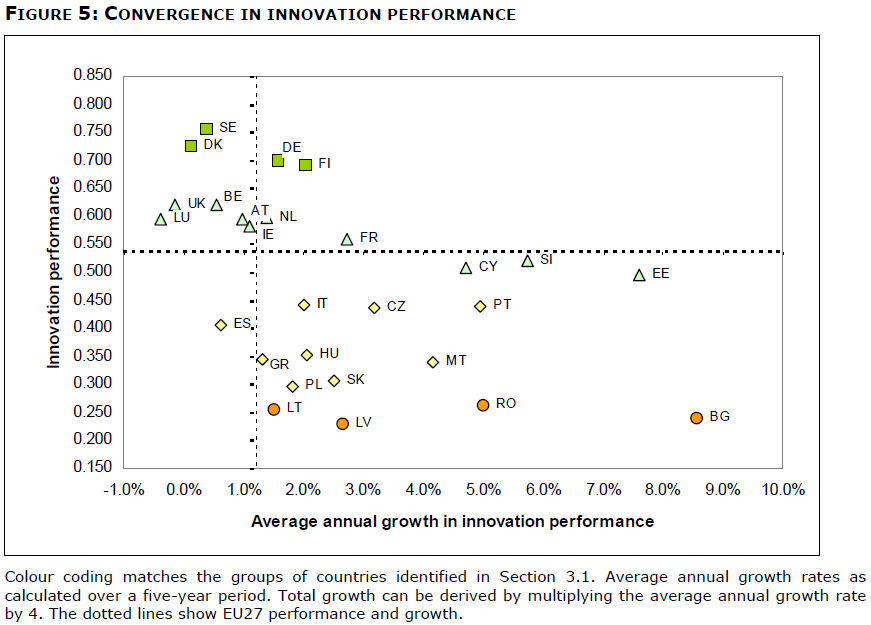 FIGURE 5: CONVERGENCE IN INNOVATION PERFORMANCE
0.850
0.800
0.750
0.700
0.650
0.600
0.550
0.500
0.450
0.400
0.350
0.300
0.250
0.200
0.150
Innovation performance
SE
DK
DE
FI
UK
BE
LU
AT
NL
IE
FR
CY
SI
EE
IT
CZ
PT
ES
HU
GR
MT
PL
SK
LT
LV
RO
BG
-1.0% 0.0% 1.0% 2.0% 3.0% 4.0% 5.0% 6.0% 7.0% 8.0% 9.0% 10.0%
Average annual growth in innovation performance
Colour coding matches the groups of countries identified in Section 3.1. Average annual growth rates as
calculated over a five-year period. Total growth can be derived by multiplying the average annual growth rate
by 4. The dotted lines show EU27 performance and growth.